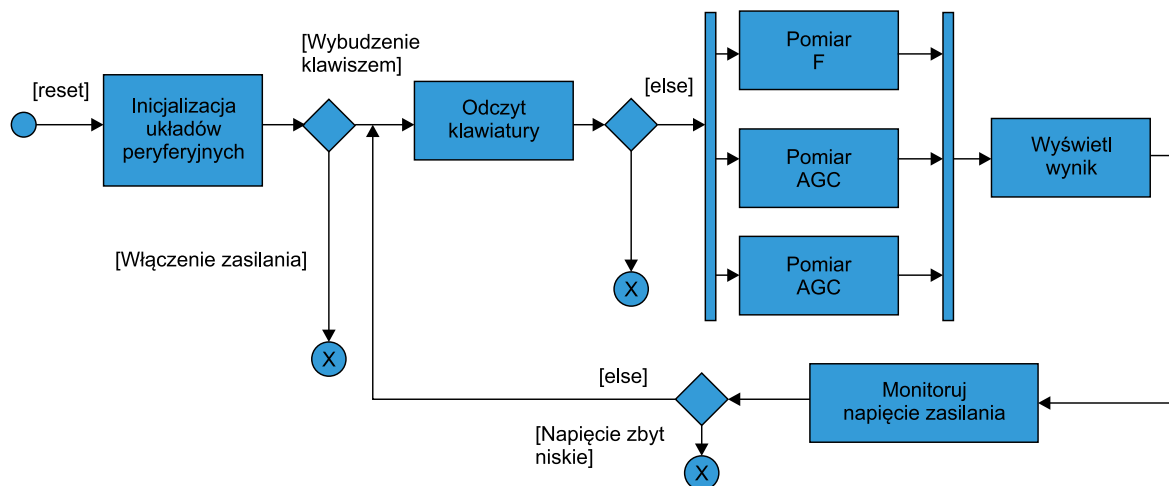 [reset]
Inicjalizacja
układów
peryferyjnych
[Wybudzenie
klawiszem]
[Włączenie zasilania]
X
Odczyt
klawiatury
[else]
X
Pomiar
F
Pomiar
AGC
Pomiar
AGC
Wyświetl
wynik
Monitoruj
napięcie zasilania
[else]
[Napięcie zbyt
niskie]
X